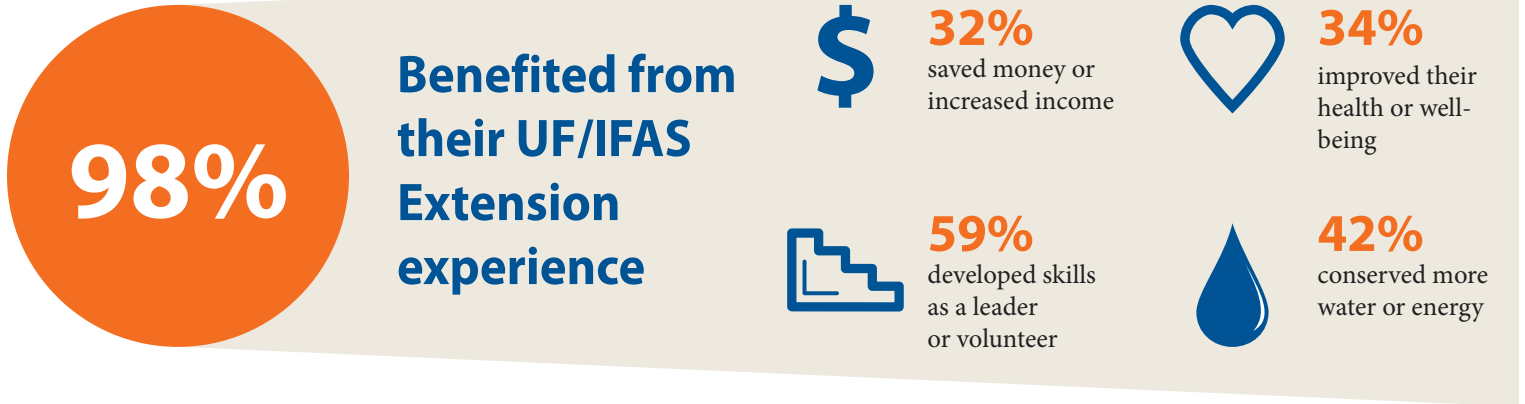 98%
Benefited from
their UF/IFAS
Extension
experience
32%
saved money or
increased income
34%
improved their
health or well-
being
59%
developed skills
as a leader
or volunteer
42%
conserved more
water or energy